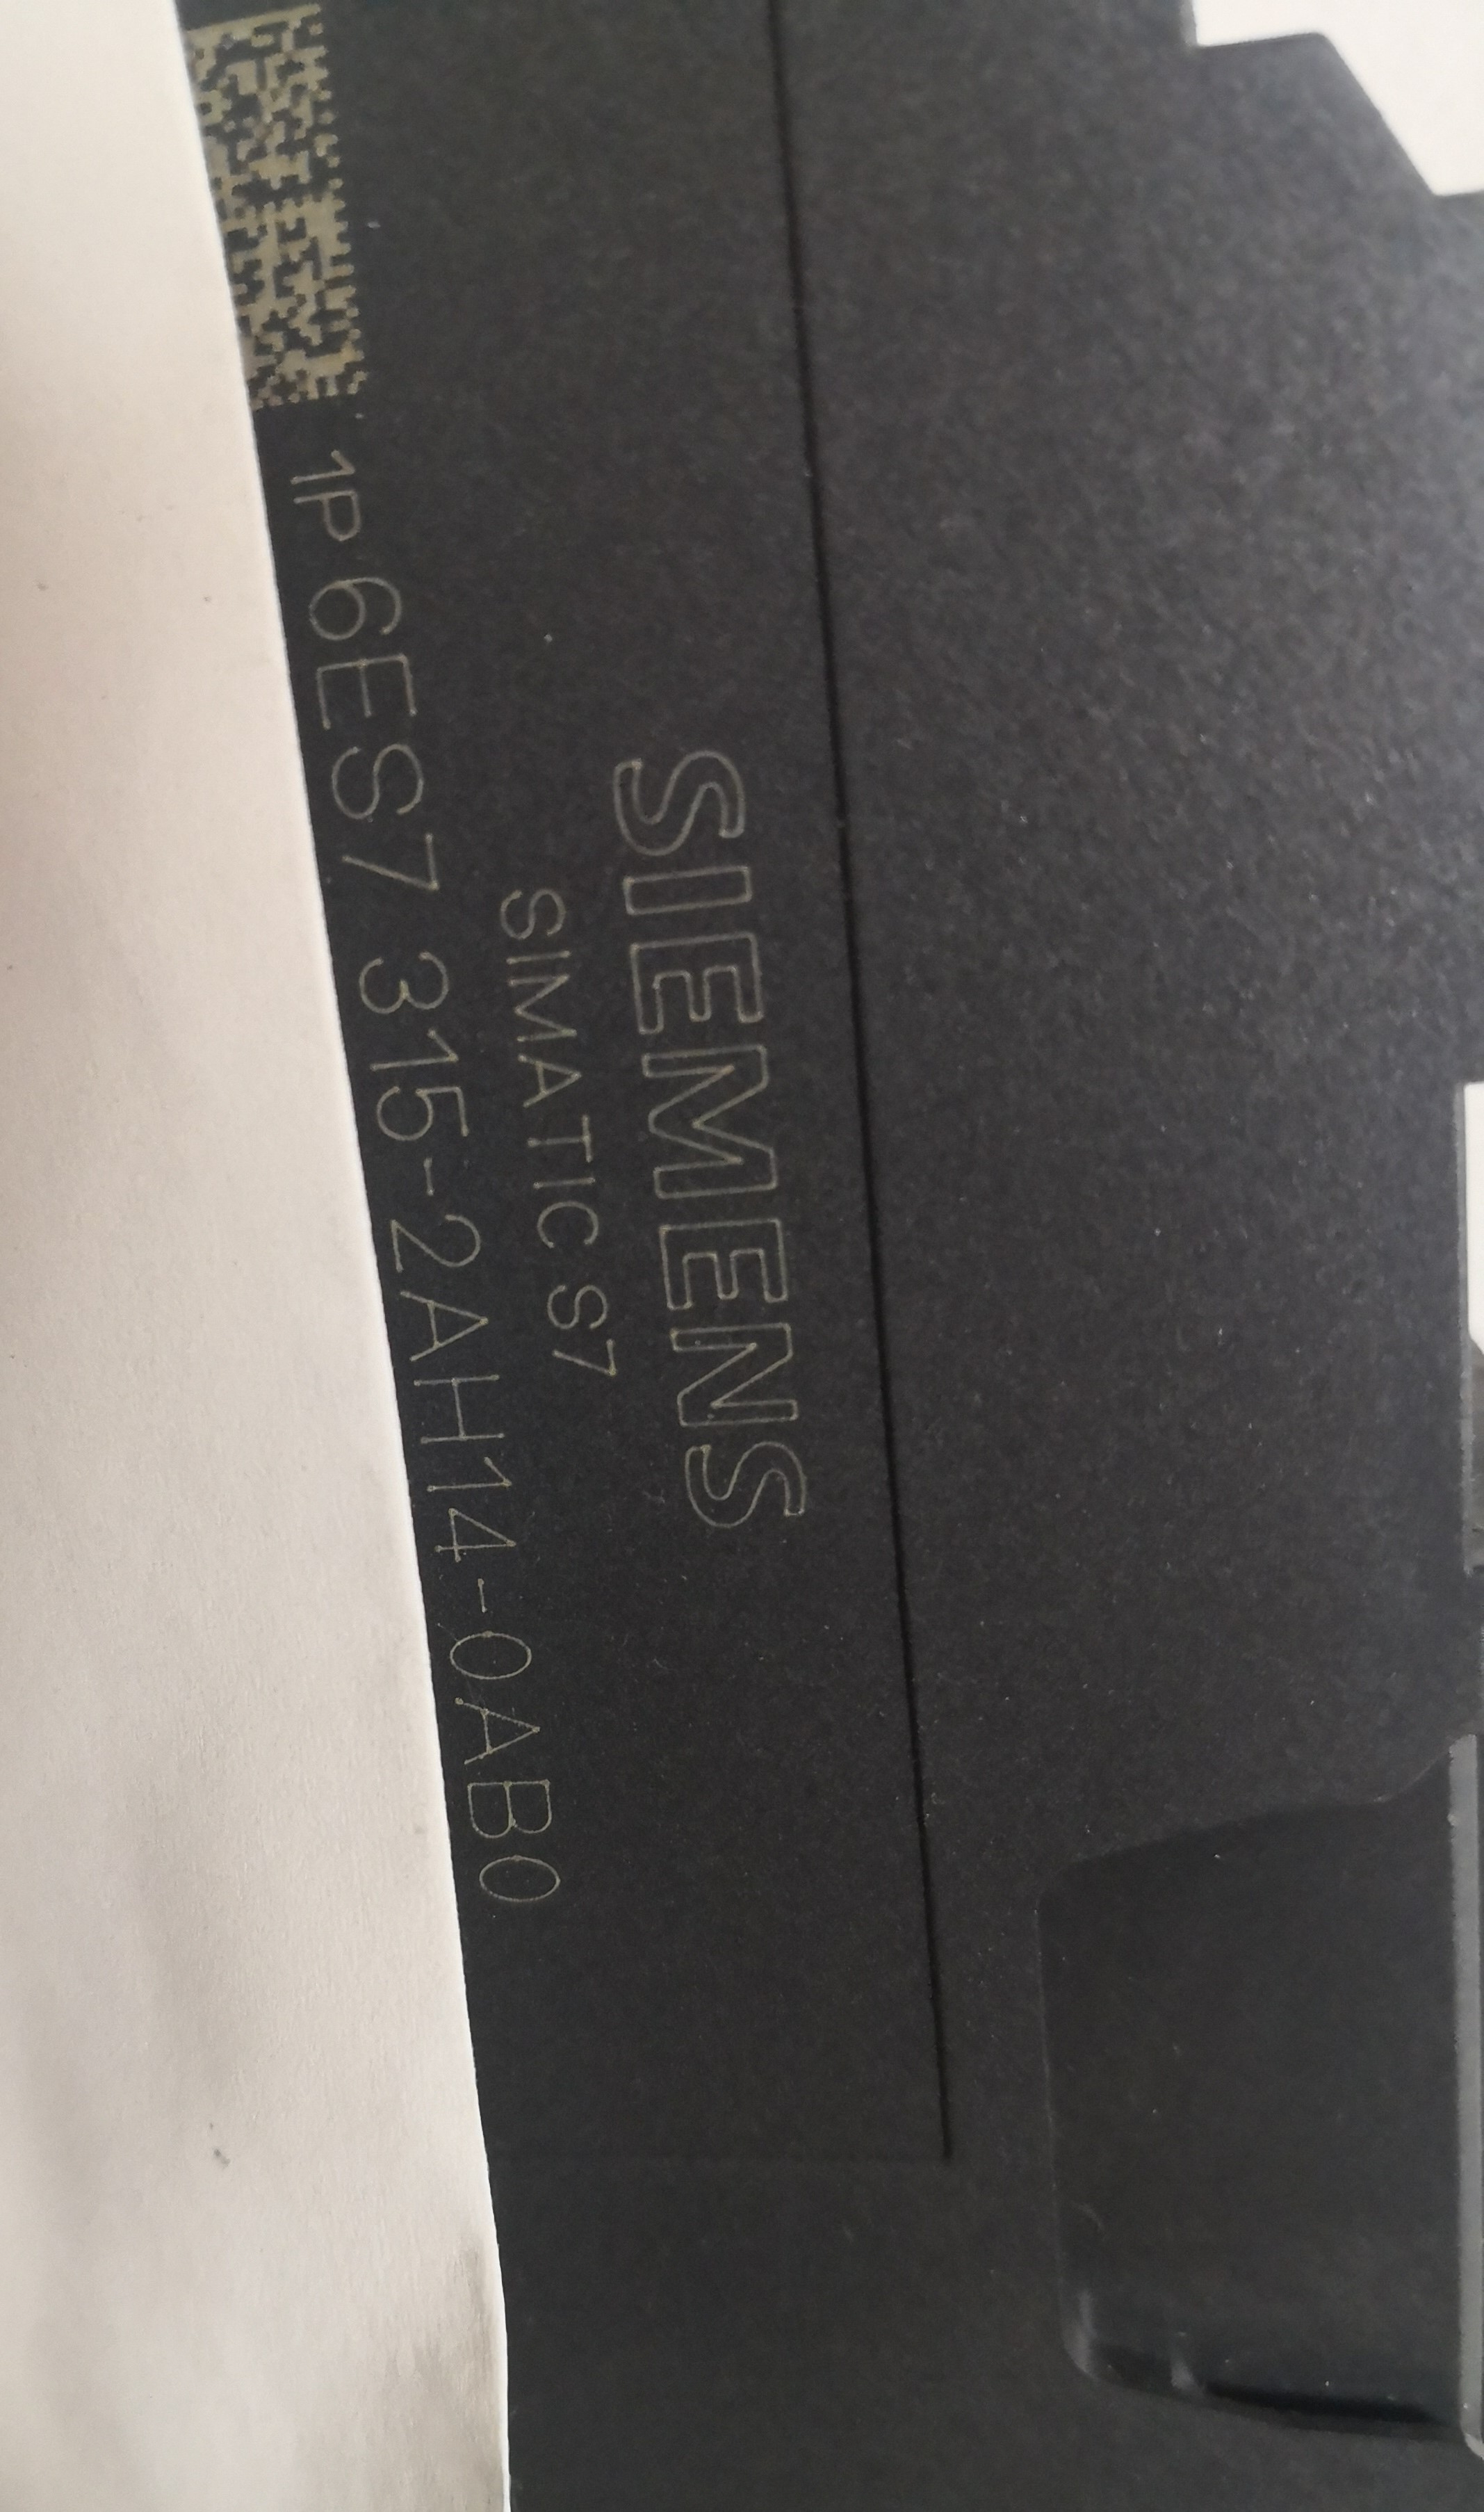 SIEMENS
SIMATIC S7
1P 6ES7 315-2AH14-0AB0